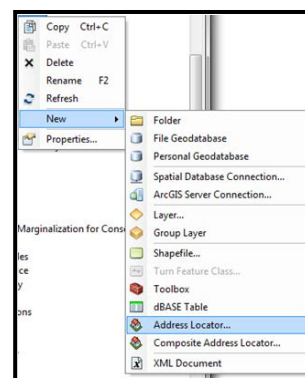 Copy Ctrl+C
Paste Ctrl+V
Delete
Rename F2
Refresh
New
Properties...
Folder
File Geodatabase
Personal Geodatabase
Spatial Database Connection...
ArcGIS Server Connection...
Layer...
Group Layer
Shapefile...
Turn Feature Class...
Toolbox
dBASE Table
Address Locator...
Composite Address Locator...
XML Document
Marginalization for Cons
les
ce
y
ons